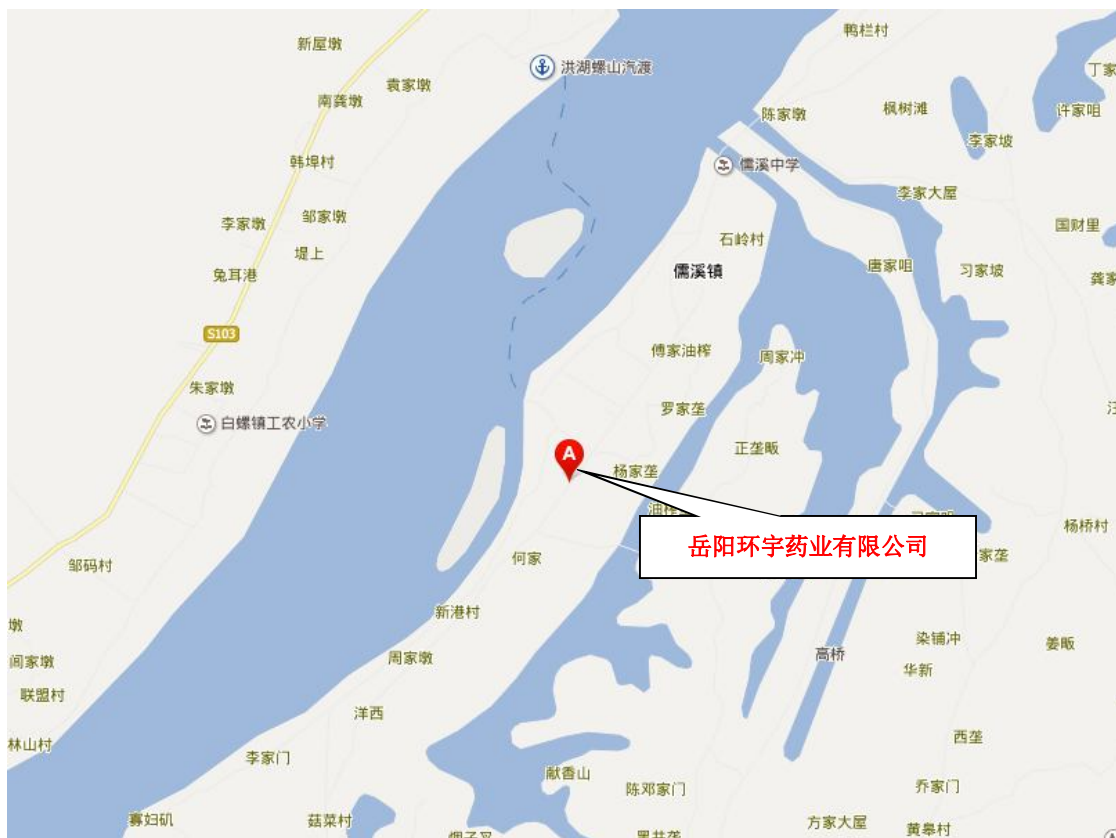 鸭栏村
新屋墩
洪湖螺山汽渡
袁家墩
南龚墩
陈家墩
枫树滩
许家咀
李家坡
韩埠村
儒溪中学
李家大屋
邹家墩
李家墩
国财里
石岭村
堤上
儒溪镇
唐家咀
习家坡
兔耳港
S103
傅家油榨
周家冲
朱家墩
罗家垄
白螺镇工农小学
正垄畈
A
杨家垄
杨桥村
岳阳环宇药业有限公司
何家
家垄
邹码村
新港村
墩
染铺冲
姜畈
高桥
周家墩
闾家墩
华新
联盟村
洋西
西垄
林山村
李家门
献香山
陈邓家门
乔家门
寡妇矶
菇菜村
方家大屋
黄皋村